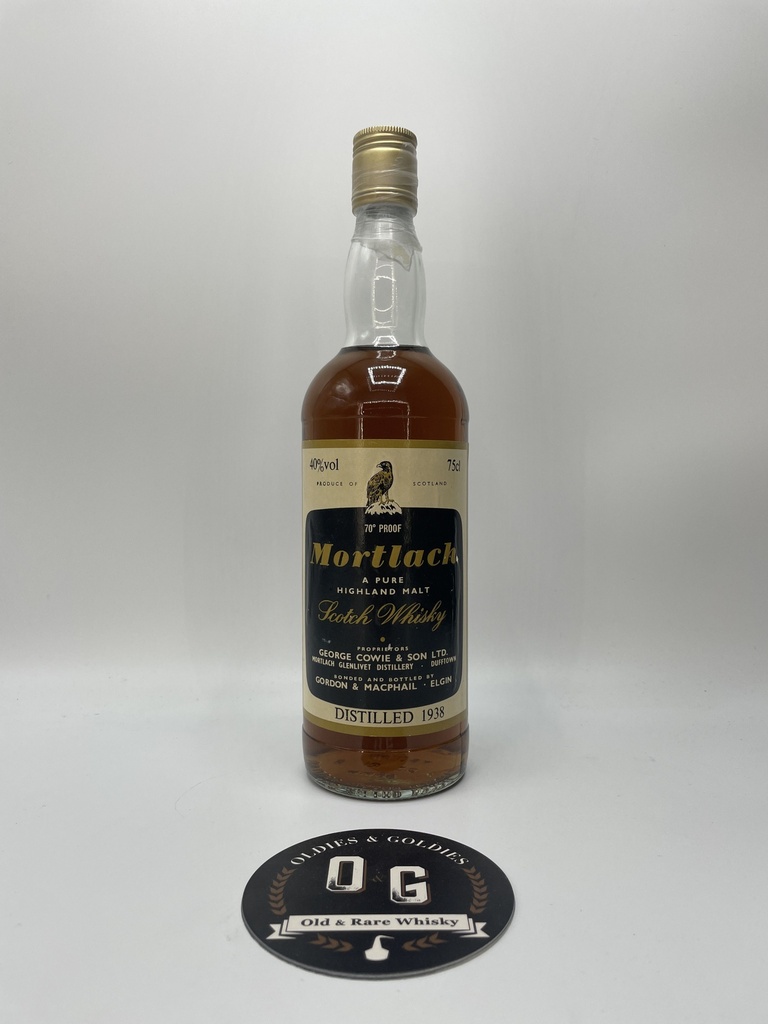 40%vol 75cl
PRODUCE OF SCOTLAND
70° PROOF
Mortlach
A PURE
HIGHLAND MALT
Scotch Whisky
PROPRIETORS
GEORGE COWIE & SON LTD.
MORTLACH GLENLIVET DISTILLERY · DUFFTOWN
BONDED AND BOTTLED BY
GORDON & MACPHAIL · ELGIN
DISTILLED 1938
OLDIES & GOLDIES
O & G
Old & Rare Whisky